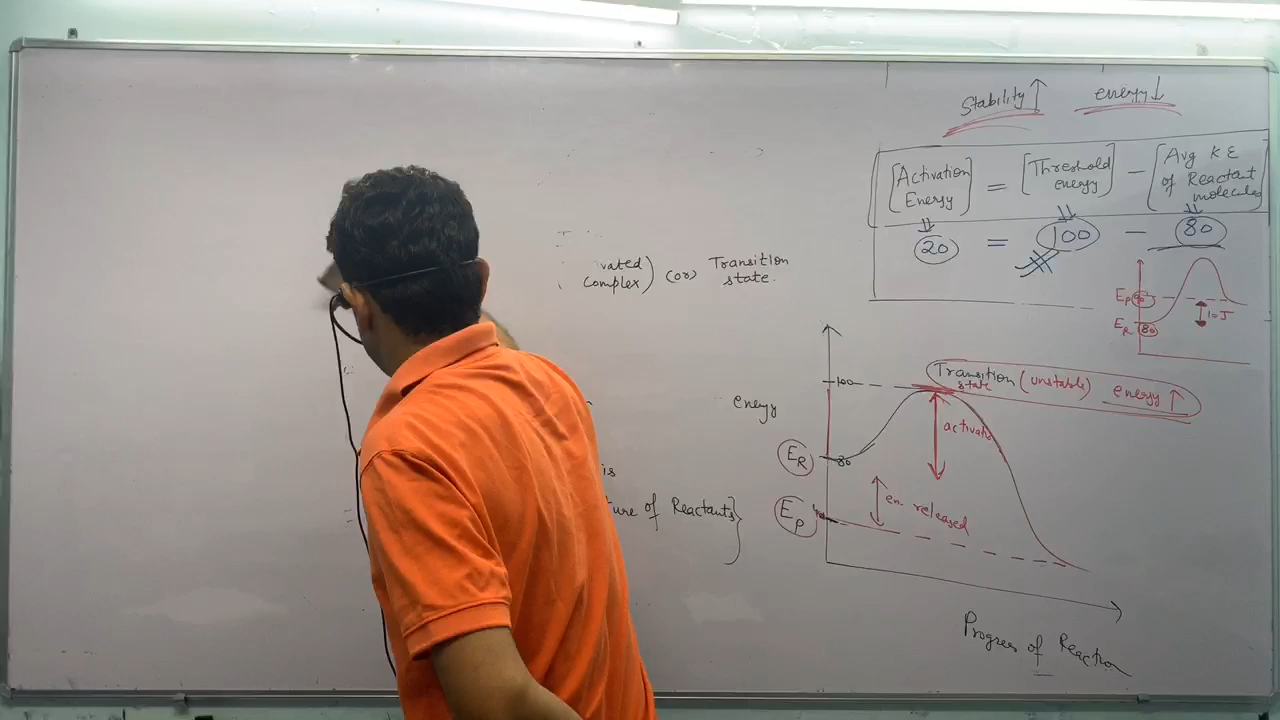 Stability ↑ energy ↓
[Activation Energy] = [Threshold energy] - [Avg KE of Reactant molecules]
20 = 100 - 80
vated complex) (or) Transition state.
Ep
ER 80
10J
100
Transition state (unstable) energy ↑
energy
activatio
ER 80
is
ture of Reactants}
Ep
en. released
Progress of Reaction